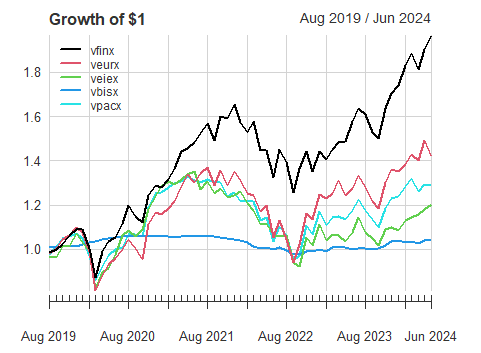 Growth of $1
Aug 2019 / Jun 2024
vfinx
veurx
veiex
vbisx
vpacx
1.8
1.6
1.4
1.2
1.0
Aug 2019 Aug 2020 Aug 2021 Aug 2022 Aug 2023 Jun 2024